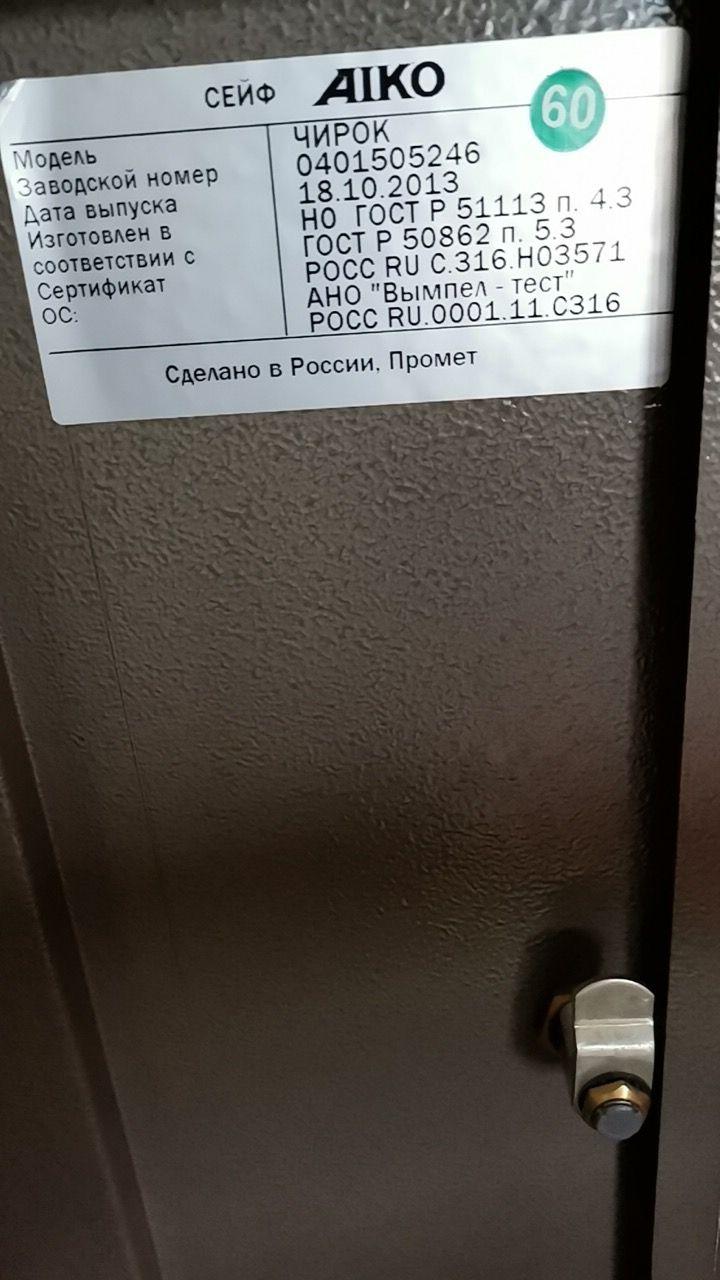 СЕЙФ AIKO
60
Модель ЧИРОК
Заводской номер 0401505246
Дата выпуска 18.10.2013
Изготовлен в НО ГОСТ Р 51113 п. 4.3
соответствии с ГОСТ Р 50862 п. 5.3
Сертификат РОСС RU С.316.Н03571
ОС: АНО "Вымпел - тест"
РОСС RU.0001.11.С316
Сделано в России, Промет